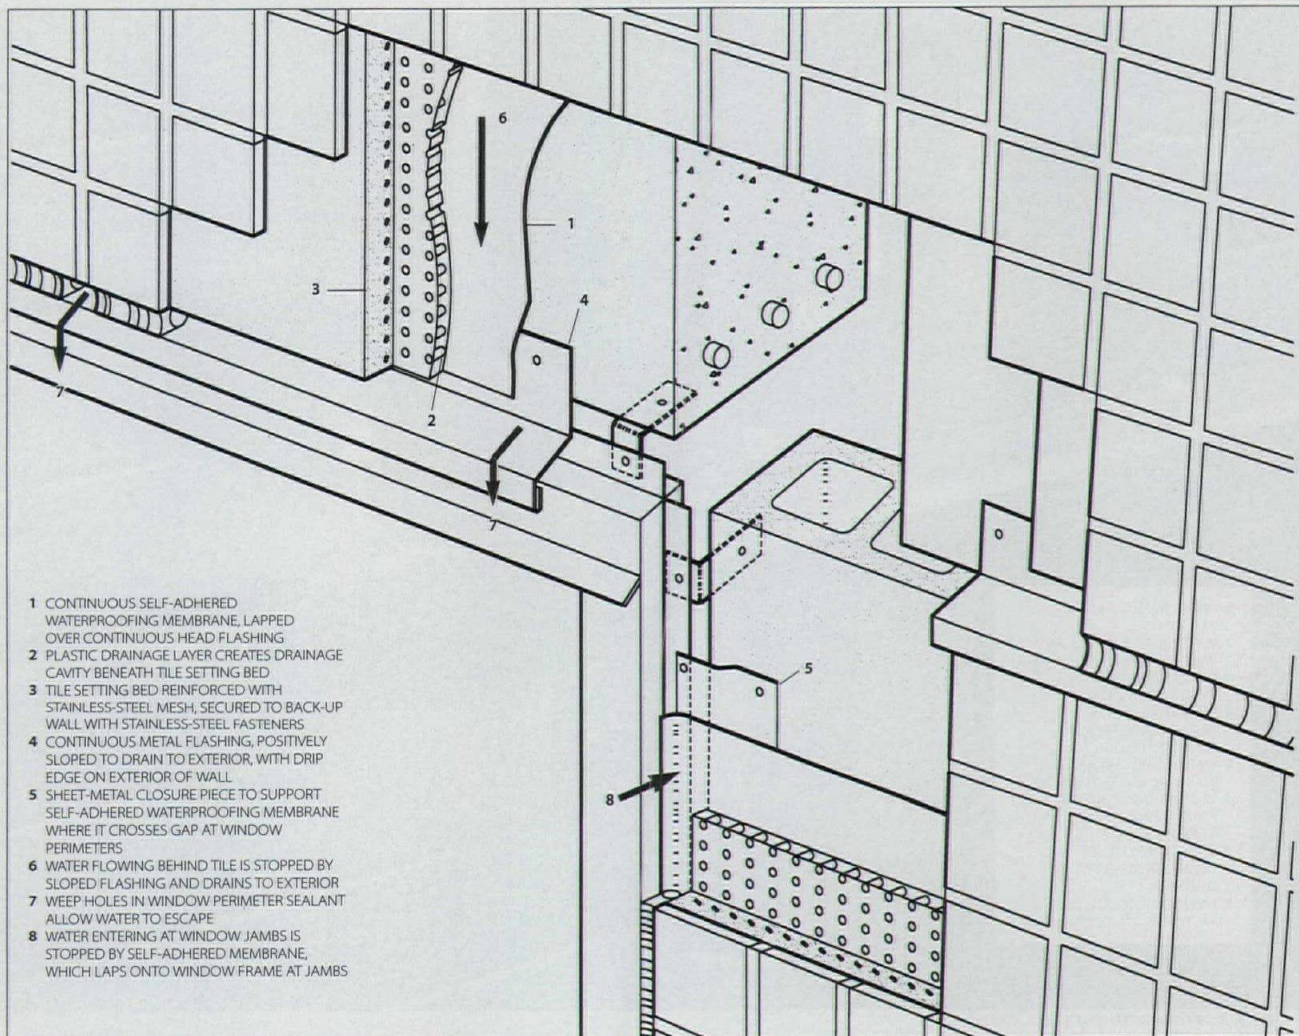 6
1
3
4
7
2
7
5
8
1 CONTINUOUS SELF-ADHERED
WATERPROOFING MEMBRANE, LAPPED
OVER CONTINUOUS HEAD FLASHING
2 PLASTIC DRAINAGE LAYER CREATES DRAINAGE
CAVITY BENEATH TILE SETTING BED
3 TILE SETTING BED REINFORCED WITH
STAINLESS-STEEL MESH, SECURED TO BACK-UP
WALL WITH STAINLESS-STEEL FASTENERS
4 CONTINUOUS METAL FLASHING, POSITIVELY
SLOPED TO DRAIN TO EXTERIOR, WITH DRIP
EDGE ON EXTERIOR OF WALL
5 SHEET-METAL CLOSURE PIECE TO SUPPORT
SELF-ADHERED WATERPROOFING MEMBRANE
WHERE IT CROSSES GAP AT WINDOW
PERIMETERS
6 WATER FLOWING BEHIND TILE IS STOPPED BY
SLOPED FLASHING AND DRAINS TO EXTERIOR
7 WEEP HOLES IN WINDOW PERIMETER SEALANT
ALLOW WATER TO ESCAPE
8 WATER ENTERING AT WINDOW JAMBS IS
STOPPED BY SELF-ADHERED MEMBRANE,
WHICH LAPS ONTO WINDOW FRAME AT JAMBS